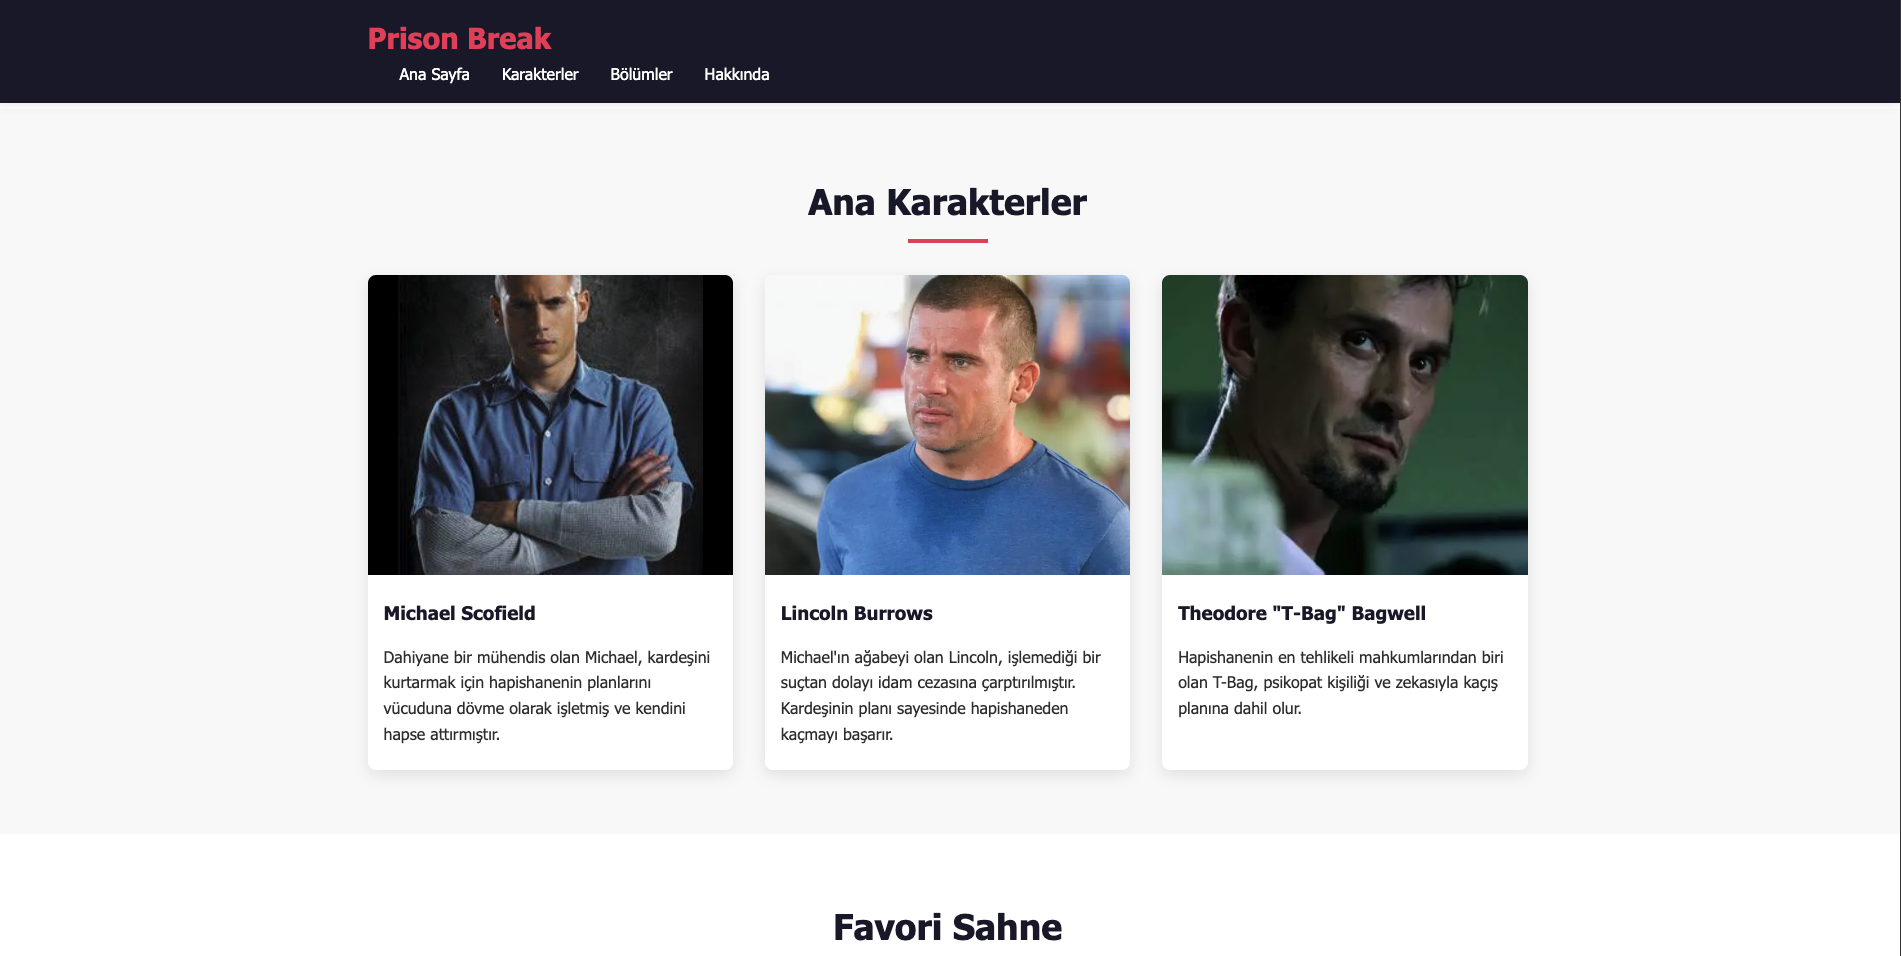 Prison Break
Ana Sayfa Karakterler Bölümler Hakkında
Ana Karakterler
Michael Scofield
Dahiyane bir mühendis olan Michael, kardeşini
kurtarmak için hapishanenin planlarını
vücuduna dövme olarak işletmiş ve kendini
hapse attırmıştır.
Lincoln Burrows
Michael'ın ağabeyi olan Lincoln, işlemediği bir
suçtan dolayı idam cezasına çarptırılmıştır.
Kardeşinin planı sayesinde hapishaneden
kaçmayı başarır.
Theodore "T-Bag" Bagwell
Hapishanenin en tehlikeli mahkumlarından biri
olan T-Bag, psikopat kişiliği ve zekasıyla kaçış
planına dahil olur.
Favori Sahne